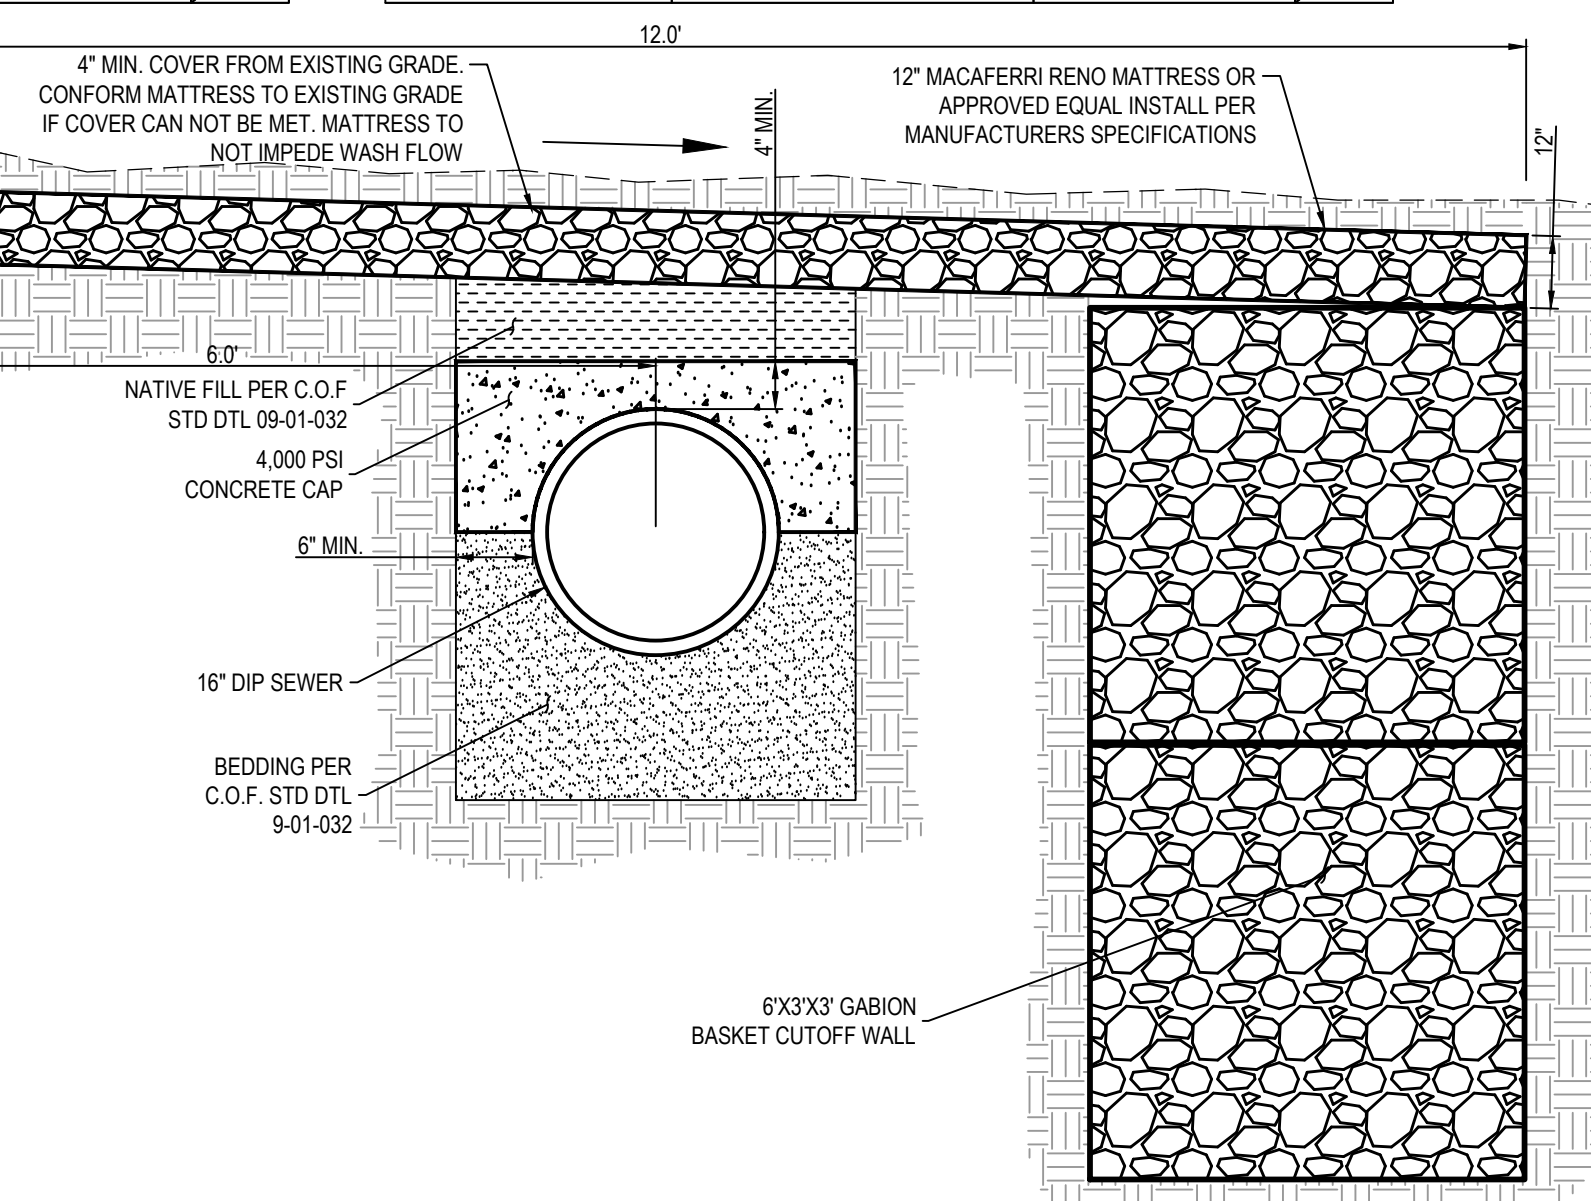 12.0'
4" MIN. COVER FROM EXISTING GRADE.
CONFORM MATTRESS TO EXISTING GRADE
IF COVER CAN NOT BE MET. MATTRESS TO
NOT IMPEDE WASH FLOW
4" MIN.
12" MACAFERRI RENO MATTRESS OR
APPROVED EQUAL INSTALL PER
MANUFACTURERS SPECIFICATIONS
12"
6.0'
NATIVE FILL PER C.O.F
STD DTL 09-01-032
4,000 PSI
CONCRETE CAP
6" MIN.
16" DIP SEWER
BEDDING PER
C.O.F. STD DTL
9-01-032
6'X3'X3' GABION
BASKET CUTOFF WALL